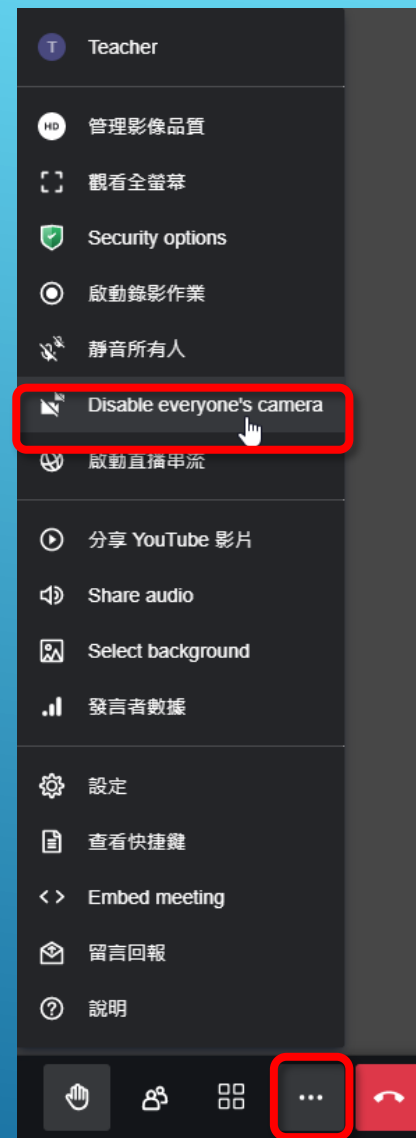 T Teacher
HD 管理影像品質
觀看全螢幕
Security options
啟動錄影作業
靜音所有人
Disable everyone's camera
啟動直播串流
分享 YouTube 影片
Share audio
Select background
發言者數據
設定
查看快捷鍵
Embed meeting
留言回報
說明